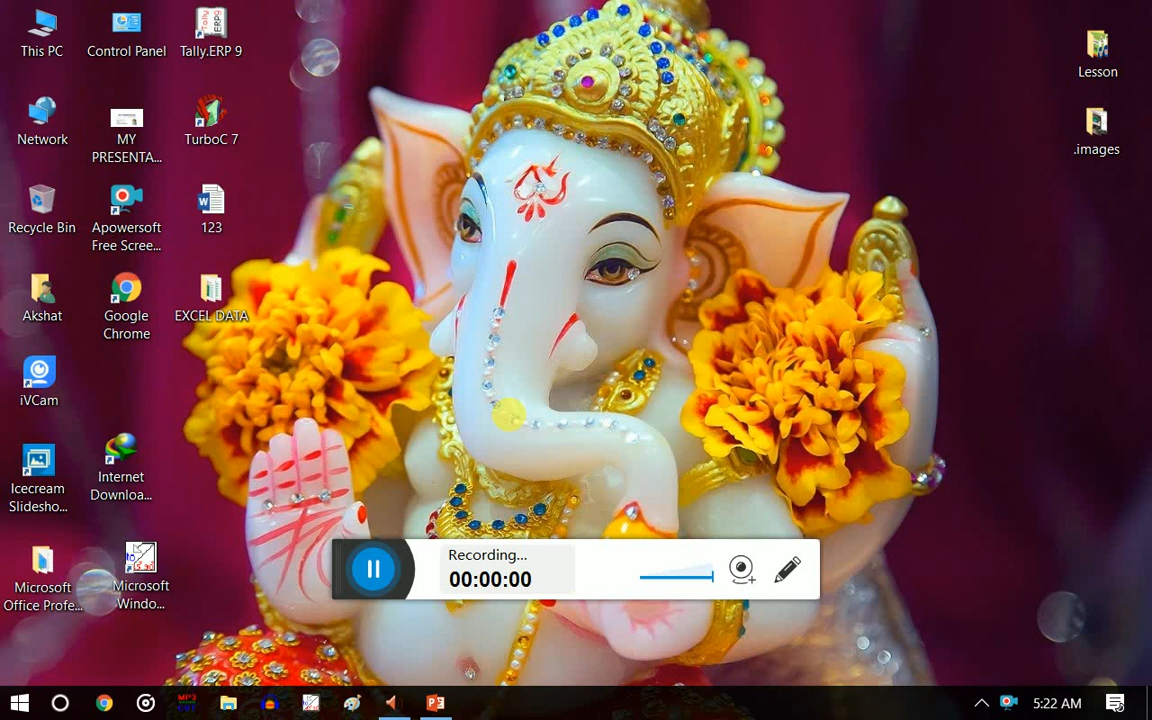 This PC
Control Panel
Tally.ERP 9
Lesson
Network
MY
PRESENTA...
TurboC 7
.images
Recycle Bin
Apowersoft
Free Scree...
123
Akshat
Google
Chrome
EXCEL DATA
iVCam
Icecream
Slidesho...
Internet
Downloa...
Microsoft
Office Profe...
Microsoft
Windo...
Recording...
00:00:00
5:22 AM